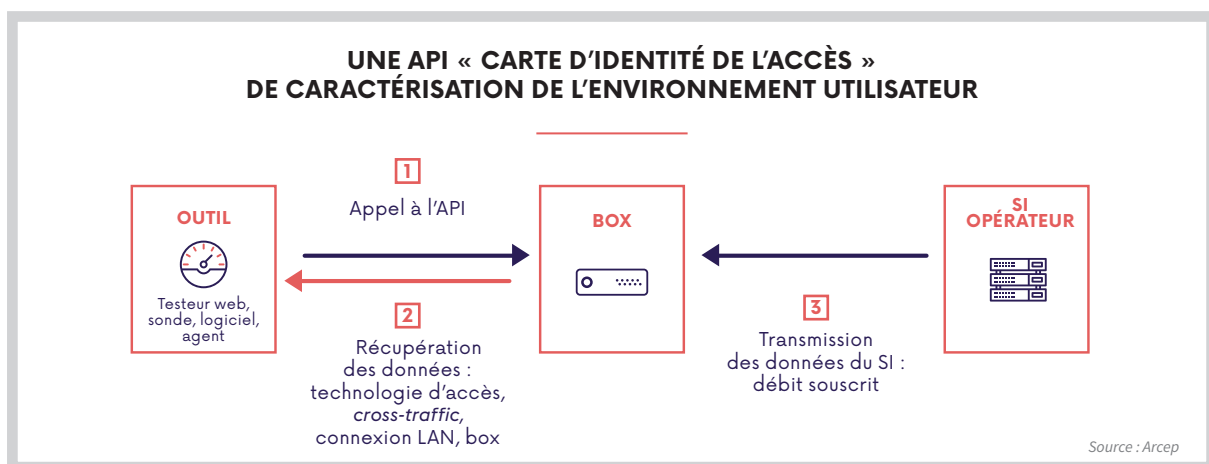 UNE API « CARTE D'IDENTITÉ DE L'ACCÈS »
DE CARACTÉRISATION DE L'ENVIRONNEMENT UTILISATEUR
OUTIL
Testeur web,
sonde, logiciel,
agent
1
Appel à l'API
2
Récupération
des données :
technologie d'accès,
cross-traffic,
connexion LAN, box
BOX
3
Transmission
des données du SI :
débit souscrit
SI
OPÉRATEUR
Source : Arcep